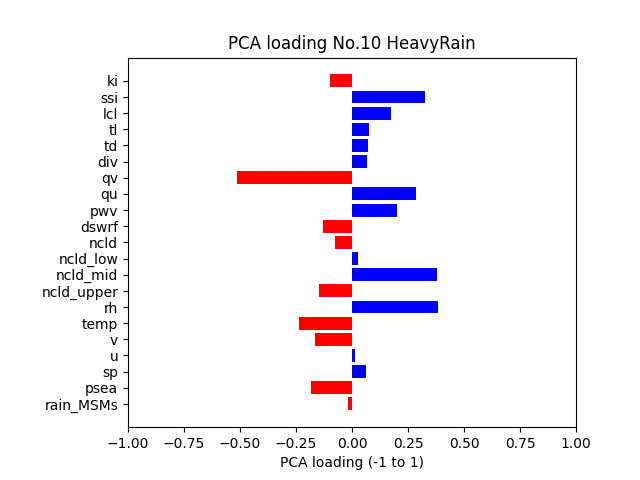 PCA loading No.10 HeavyRain
ki
ssi
lcl
tl
td
div
qv
qu
pwv
dswrf
ncld
ncld_low
ncld_mid
ncld_upper
rh
temp
v
u
sp
psea
rain_MSMs
−1.00 −0.75 −0.50 −0.25 0.00 0.25 0.50 0.75 1.00
PCA loading (-1 to 1)